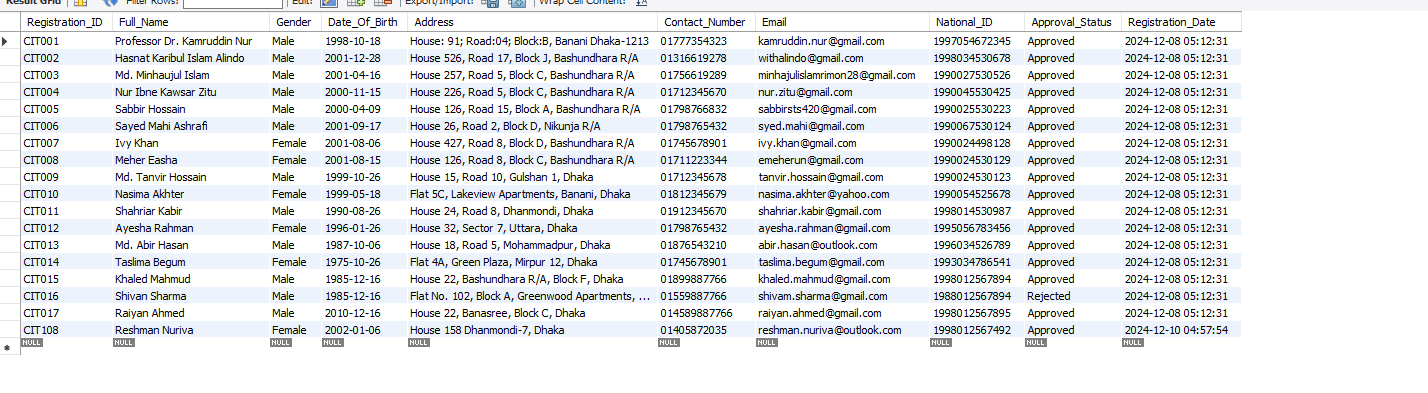 Result Grid Filter Rows: Edit: Export/Import: Wrap Cell Content:
Registration_ID Full_Name Gender Date_Of_Birth Address Contact_Number Email National_ID Approval_Status Registration_Date
CIT001 Professor Dr. Kamruddin Nur Male 1998-10-18 House: 91; Road:04; Block:B, Banani Dhaka-1213 01777354323 kamruddin.nur@gmail.com 1997054672345 Approved 2024-12-08 05:12:31
CIT002 Hasnat Karibul Islam Alindo Male 2001-12-28 House 526, Road 17, Block J, Bashundhara R/A 01316619278 withalindo@gmail.com 1998034530678 Approved 2024-12-08 05:12:31
CIT003 Md. Minhaujul Islam Male 2001-04-16 House 257, Road 5, Block C, Bashundhara R/A 01756619289 minhajulislamrimon28@gmail.com 1990027530526 Approved 2024-12-08 05:12:31
CIT004 Nur Ibne Kawsar Zitu Male 2000-11-15 House 226, Road 5, Block C, Bashundhara R/A 01712345670 nur.zitu@gmail.com 1990045530425 Approved 2024-12-08 05:12:31
CIT005 Sabbir Hossain Male 2000-04-09 House 126, Road 15, Block A, Bashundhara R/A 01798766832 sabbirsts420@gmail.com 1990025530223 Approved 2024-12-08 05:12:31
CIT006 Sayed Mahi Ashrafi Male 2001-09-17 House 26, Road 2, Block D, Nikunja R/A 01798765432 syed.mahi@gmail.com 1990067530124 Approved 2024-12-08 05:12:31
CIT007 Ivy Khan Female 2001-08-06 House 427, Road 8, Block D, Bashundhara R/A 01745678901 ivy.khan@gmail.com 1990024498128 Approved 2024-12-08 05:12:31
CIT008 Meher Easha Female 2001-08-15 House 126, Road 8, Block C, Bashundhara R/A 01711223344 emeherun@gmail.com 1990024530129 Approved 2024-12-08 05:12:31
CIT009 Md. Tanvir Hossain Male 1999-10-26 House 15, Road 10, Gulshan 1, Dhaka 01712345678 tanvir.hossain@gmail.com 1990024530123 Approved 2024-12-08 05:12:31
CIT010 Nasima Akhter Female 1999-05-18 Flat 5C, Lakeview Apartments, Banani, Dhaka 01812345679 nasima.akhter@yahoo.com 1990054525678 Approved 2024-12-08 05:12:31
CIT011 Shahriar Kabir Male 1990-08-26 House 24, Road 8, Dhanmondi, Dhaka 01912345670 shahriar.kabir@gmail.com 1998014530987 Approved 2024-12-08 05:12:31
CIT012 Ayesha Rahman Female 1996-01-26 House 32, Sector 7, Uttara, Dhaka 01798765432 ayesha.rahman@gmail.com 1995056783456 Approved 2024-12-08 05:12:31
CIT013 Md. Abir Hasan Male 1987-10-06 House 18, Road 5, Mohammadpur, Dhaka 01876543210 abir.hasan@outlook.com 1996034526789 Approved 2024-12-08 05:12:31
CIT014 Taslima Begum Female 1975-10-26 Flat 4A, Green Plaza, Mirpur 12, Dhaka 01745678901 taslima.begum@gmail.com 1993034786541 Approved 2024-12-08 05:12:31
CIT015 Khaled Mahmud Male 1985-12-16 House 22, Bashundhara R/A, Block F, Dhaka 01899887766 khaled.mahmud@gmail.com 1998012567894 Approved 2024-12-08 05:12:31
CIT016 Shivan Sharma Male 1985-12-16 Flat No. 102, Block A, Greenwood Apartments, ... 01559887766 shivam.sharma@gmail.com 1988012567894 Rejected 2024-12-08 05:12:31
CIT017 Raiyan Ahmed Male 2010-12-16 House 22, Banasree, Block C, Dhaka 014589887766 raiyan.ahmed@gmail.com 1998012567895 Approved 2024-12-08 05:12:31
CIT108 Reshman Nuriva Female 2002-01-06 House 158 Dhanmondi-7, Dhaka 01405872035 reshman.nuriva@outlook.com 1998012567492 Approved 2024-12-10 04:57:54
NULL NULL NULL NULL NULL NULL NULL NULL NULL NULL